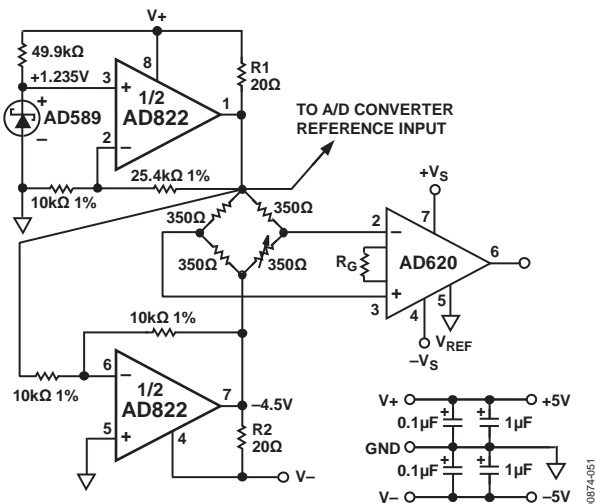 V+
49.9kΩ
+1.235V
AD589
+
−
8
3
+
1/2
AD822
1
2
−
R1
20Ω
TO A/D CONVERTER
REFERENCE INPUT
10kΩ 1%
25.4kΩ 1%
350Ω
350Ω
350Ω
350Ω
+VS
7
2
−
RG
AD620
6
3
+
4
5
VREF
−VS
10kΩ 1%
10kΩ 1%
6
−
1/2
AD822
7
−4.5V
5
+
4
R2
20Ω
V−
V+
+5V
0.1µF
+
+
1µF
GND
0.1µF
+
+
1µF
V−
−5V
0874-051